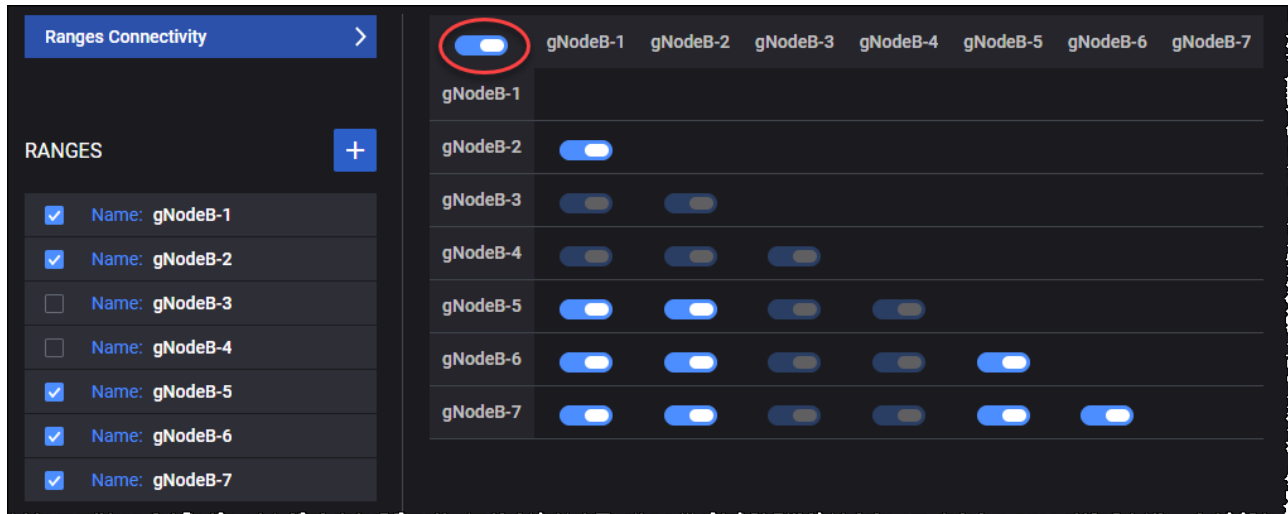 Ranges Connectivity
RANGES
Name: gNodeB-1
Name: gNodeB-2
Name: gNodeB-3
Name: gNodeB-4
Name: gNodeB-5
Name: gNodeB-6
Name: gNodeB-7
gNodeB-1 gNodeB-2 gNodeB-3 gNodeB-4 gNodeB-5 gNodeB-6 gNodeB-7
gNodeB-1
gNodeB-2
gNodeB-3
gNodeB-4
gNodeB-5
gNodeB-6
gNodeB-7